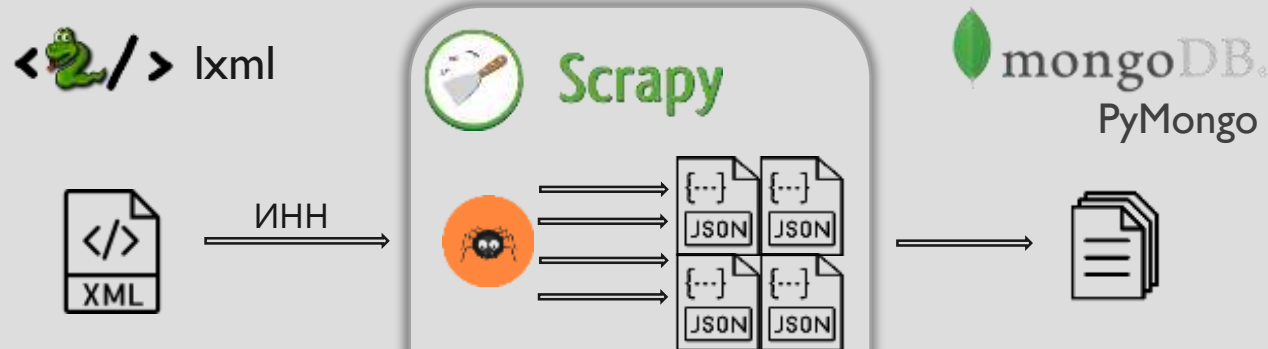 lxml
Scrapy
mongoDB
PyMongo
ИНН
</>
XML
{...} {...}
JSON JSON
{...} {...}
JSON JSON